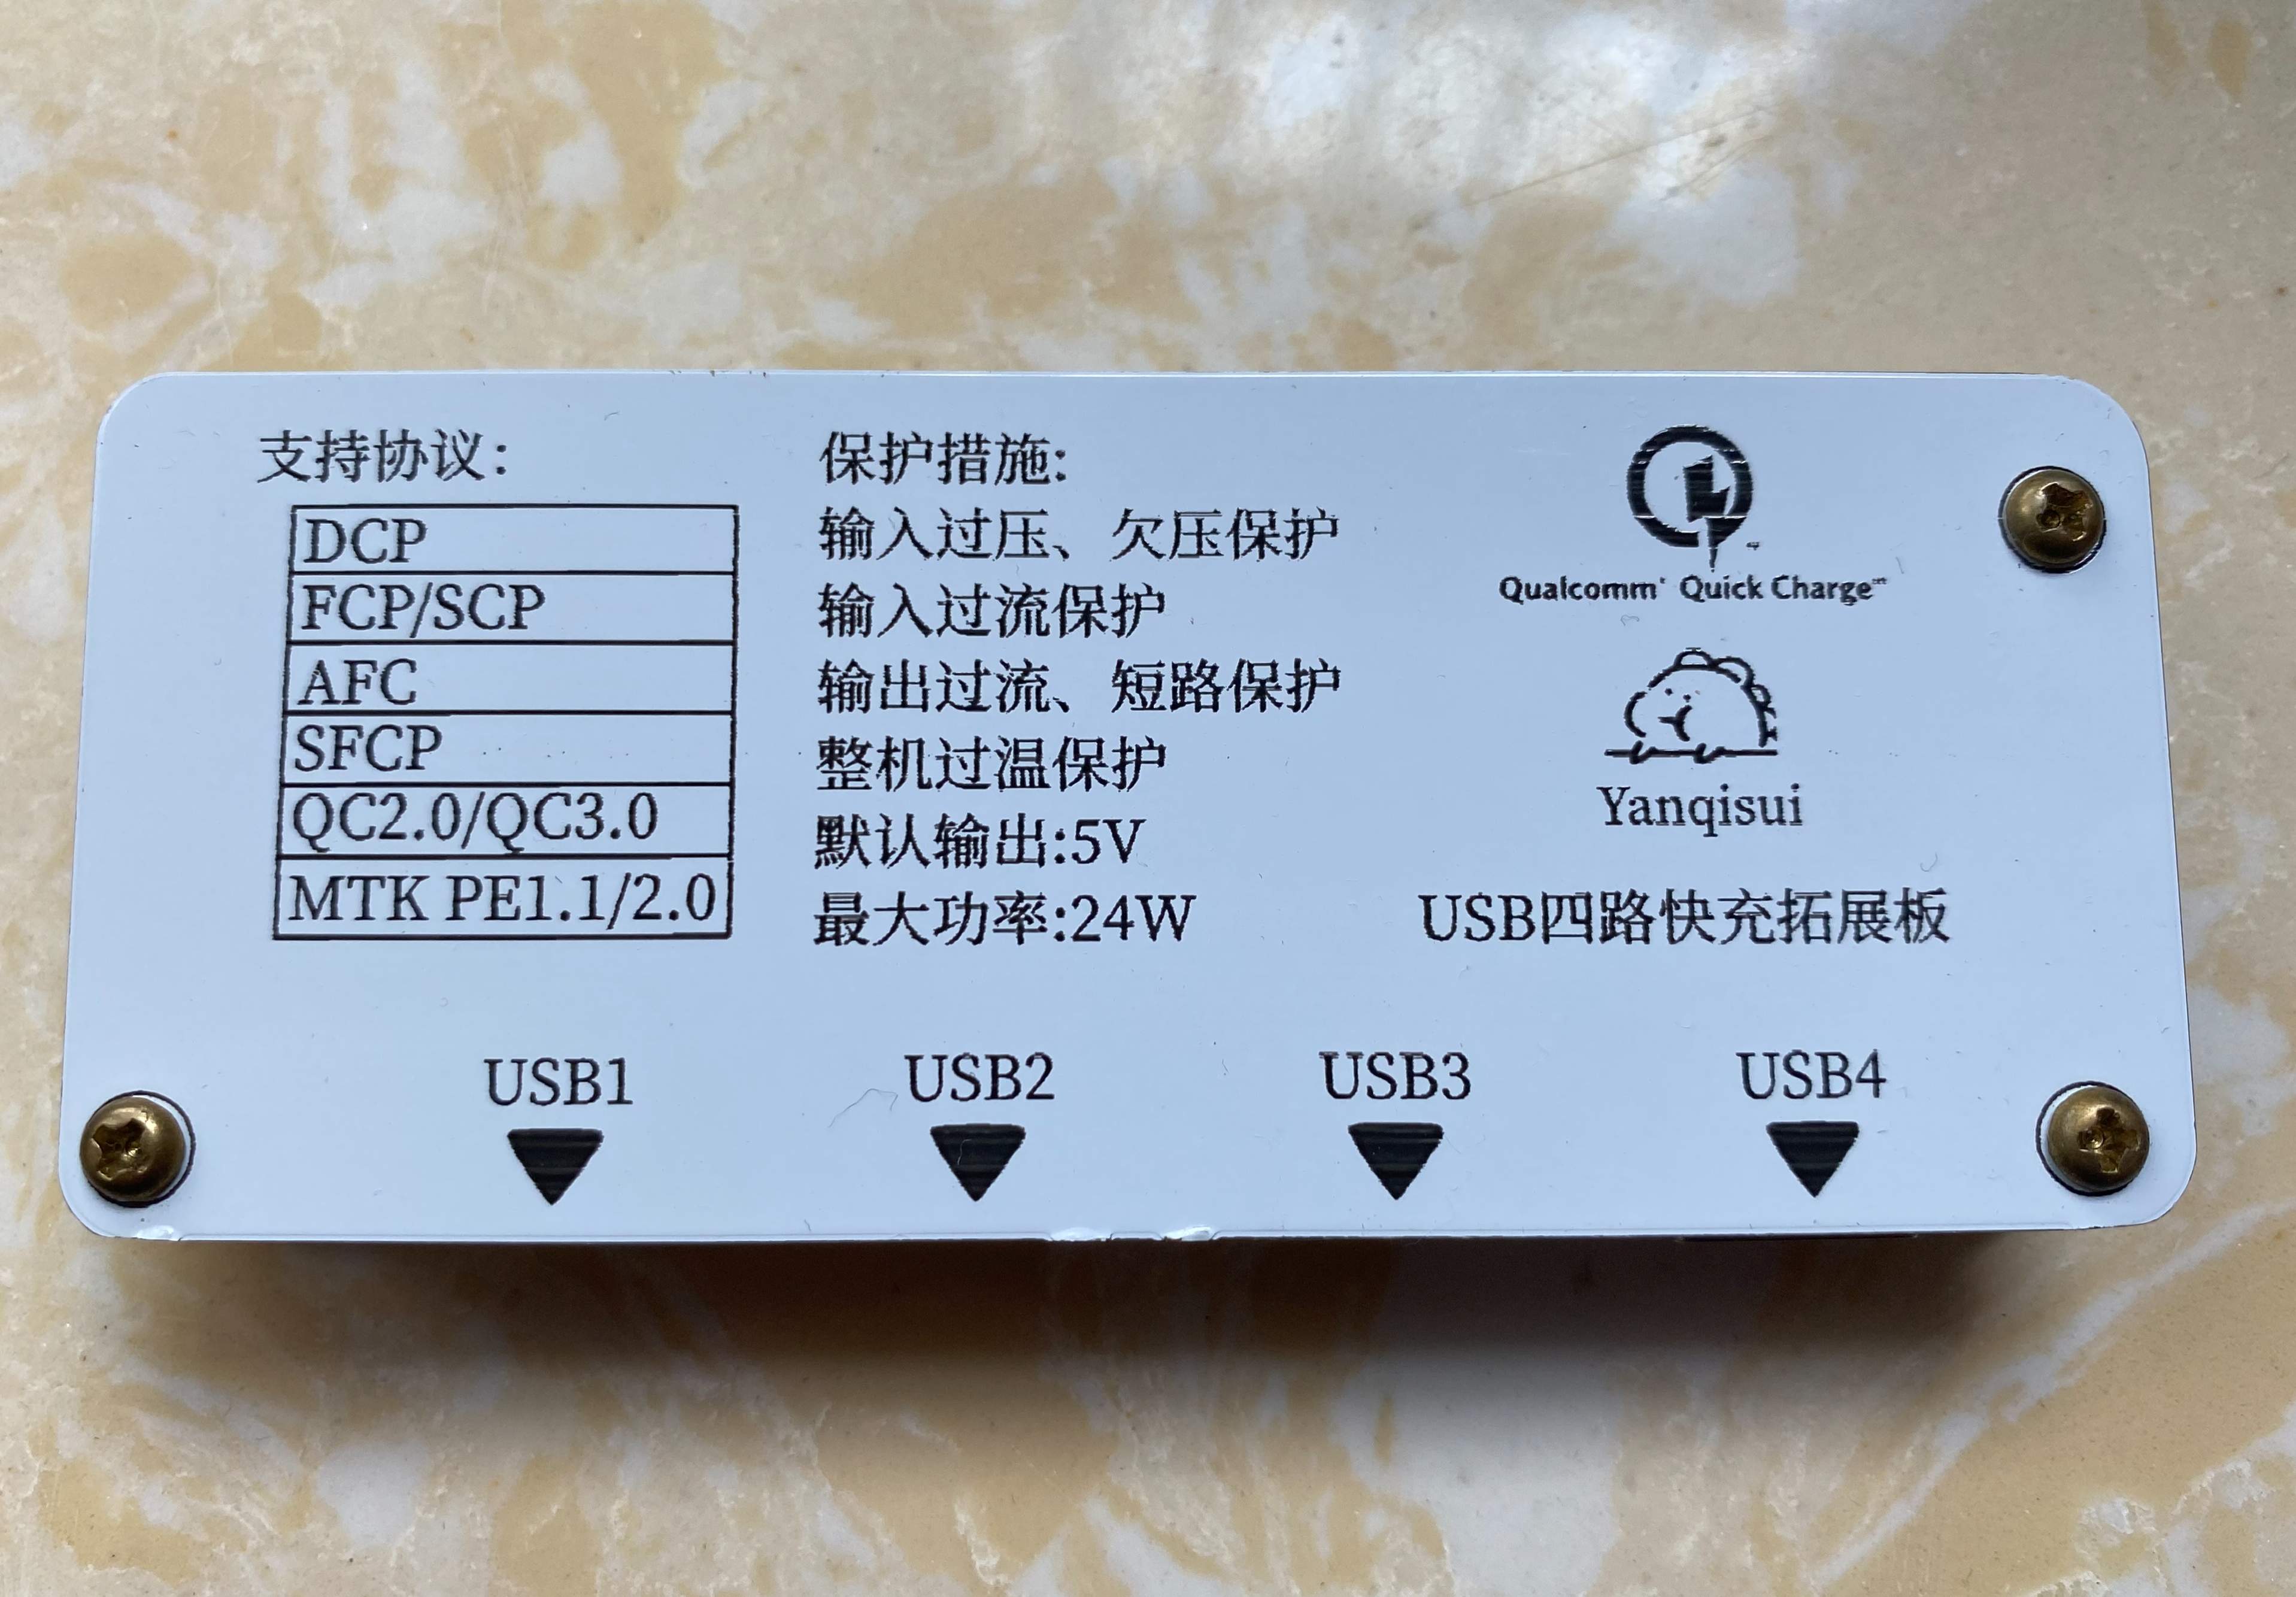 支持协议:
DCP
FCP/SCP
AFC
SFCP
QC2.0/QC3.0
MTK PE1.1/2.0
保护措施:
输入过压、欠压保护
输入过流保护
输出过流、短路保护
整机过温保护
默认输出:5V
最大功率:24W
Qualcomm Quick Charge
Yanqisui
USB四路快充拓展板
USB1
USB2
USB3
USB4